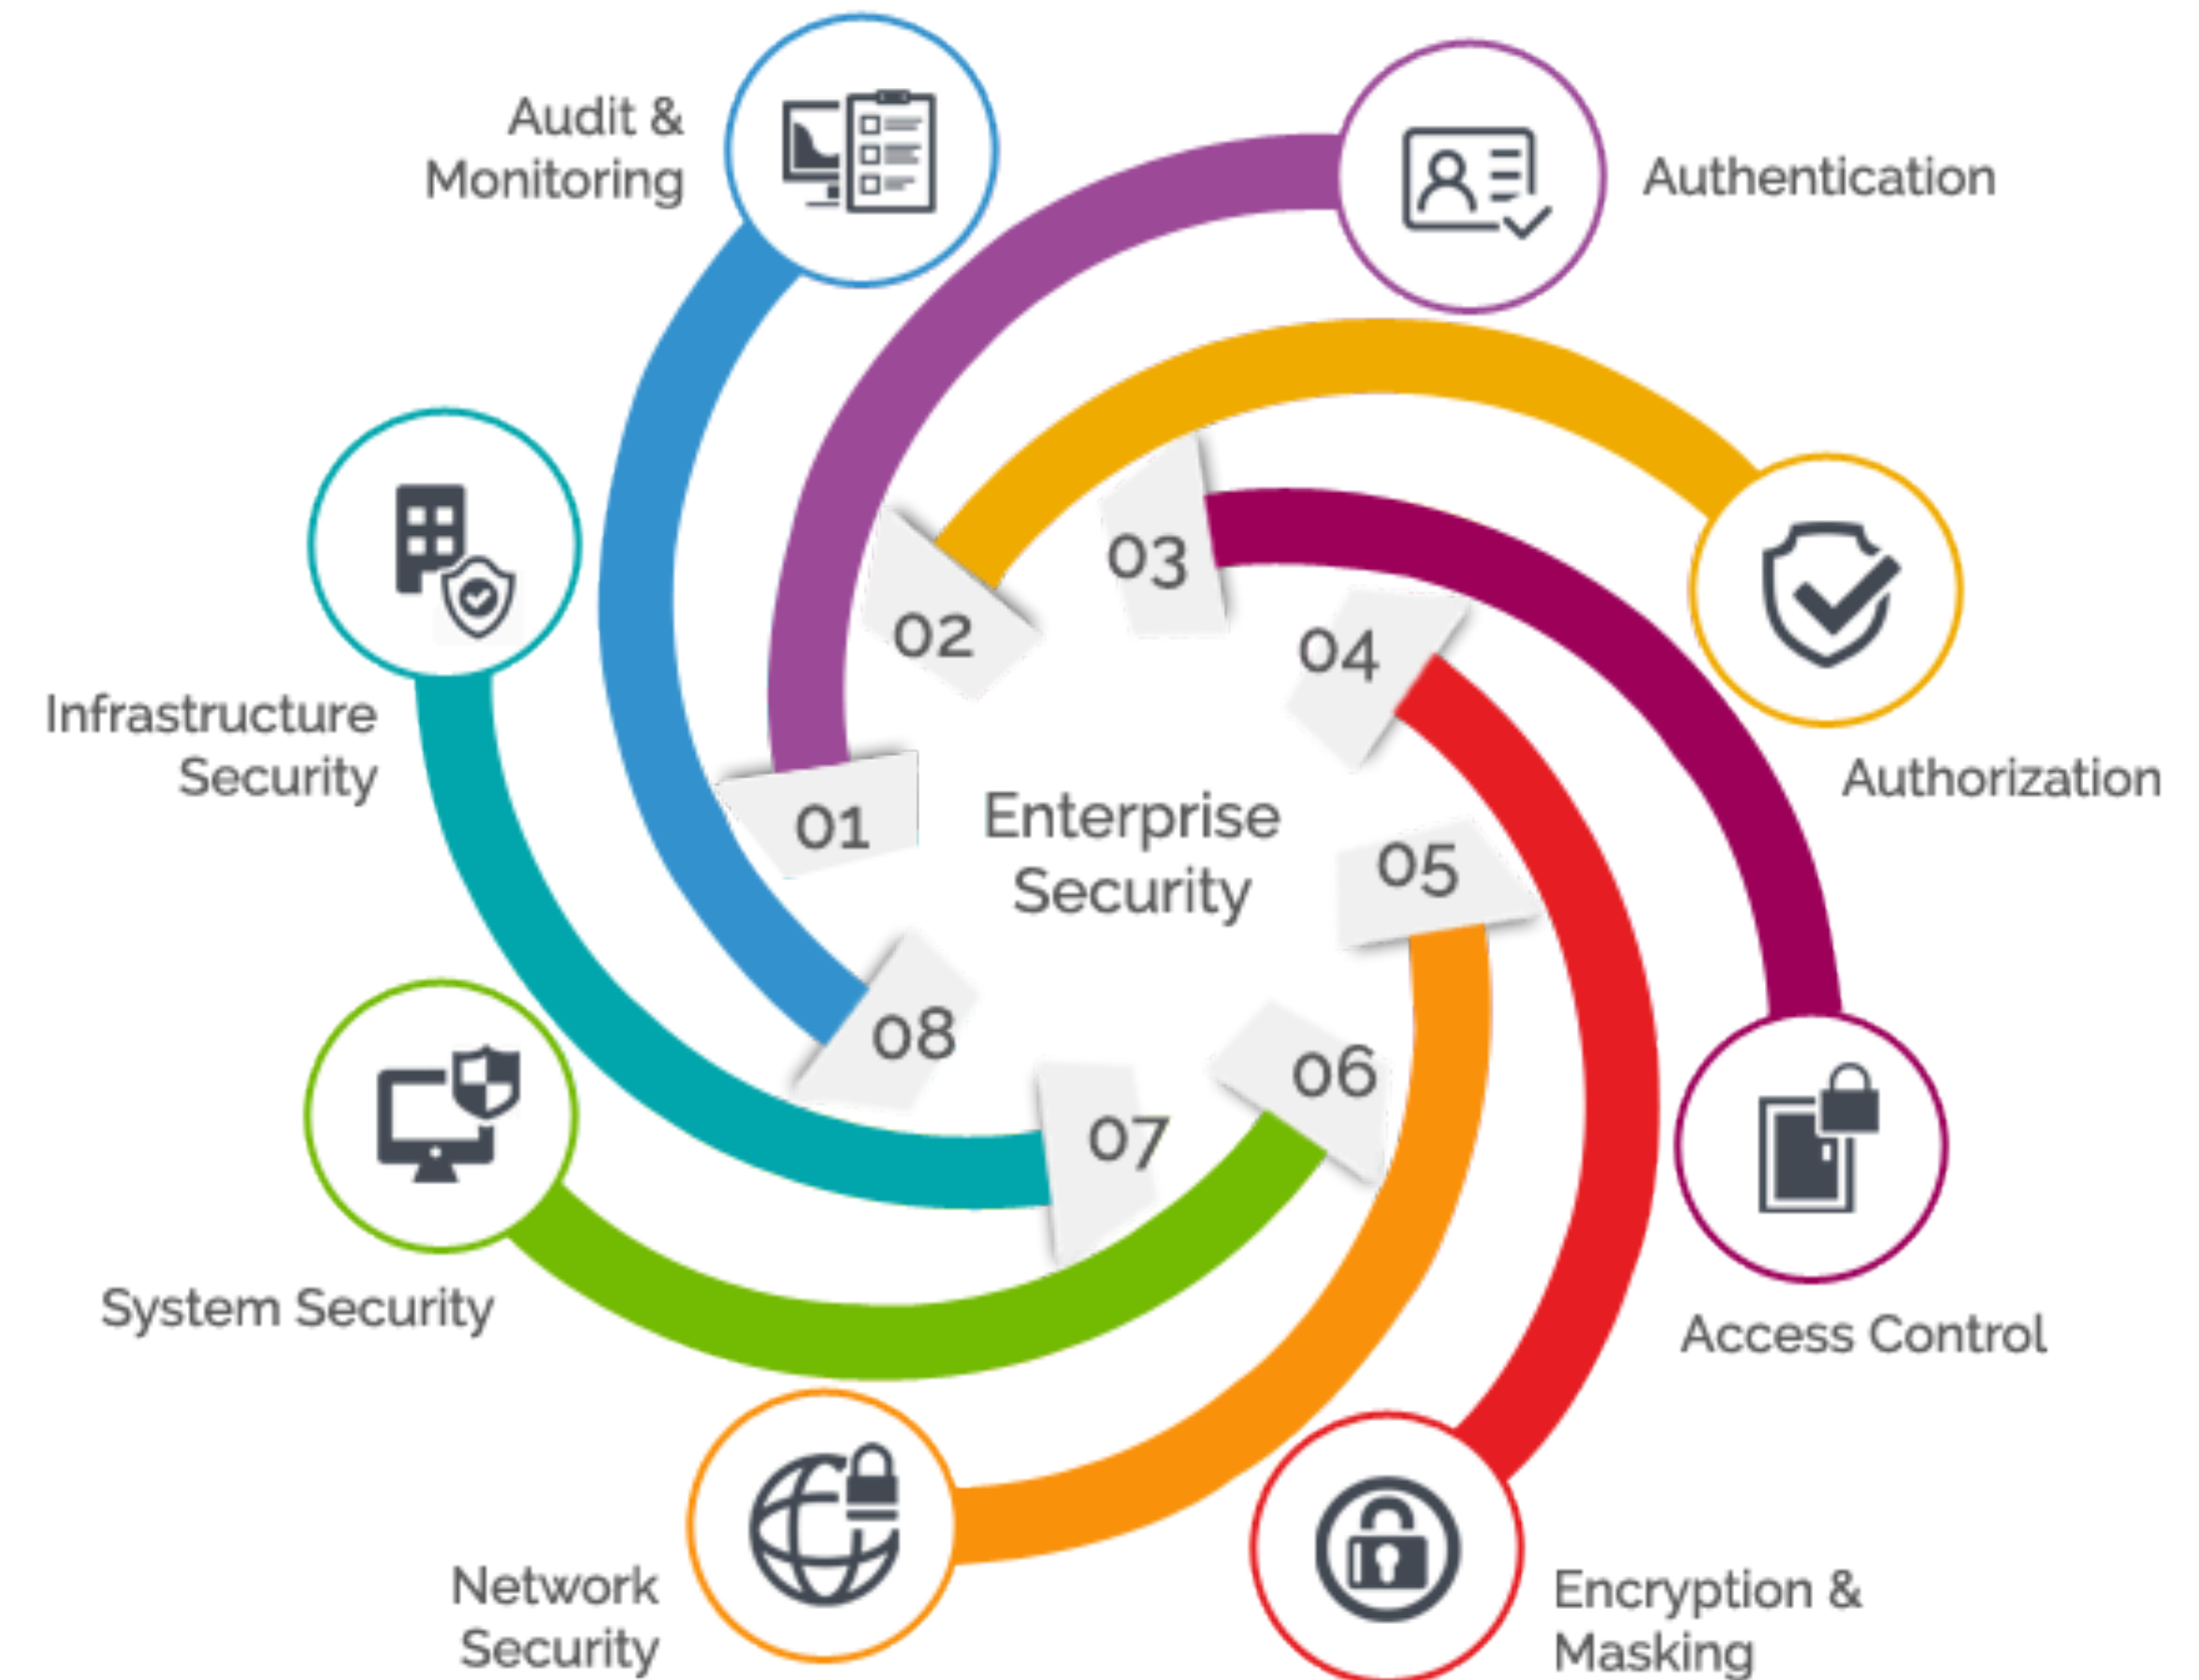 Audit &
Monitoring
Authentication
Infrastructure
Security
Authorization
System Security
Access Control
Network
Security
Encryption &
Masking
Enterprise
Security
01
02
03
04
05
06
07
08